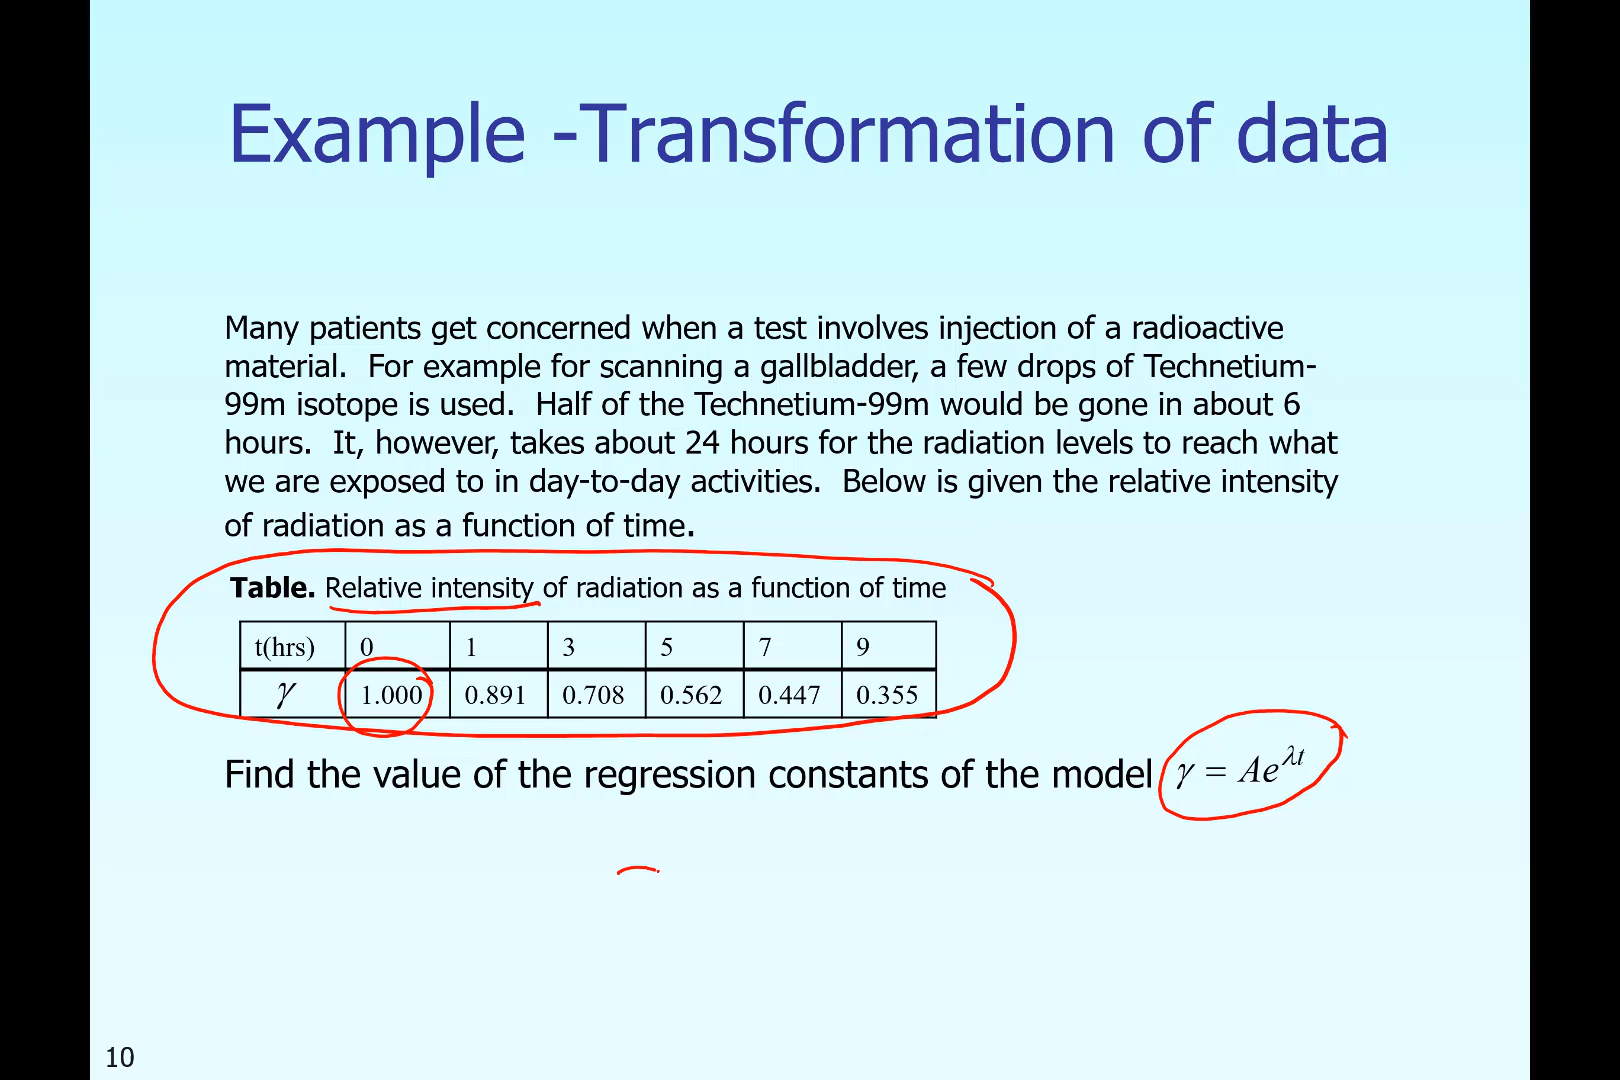 Example -Transformation of data
Many patients get concerned when a test involves injection of a radioactive
material.  For example for scanning a gallbladder, a few drops of Technetium-
99m isotope is used.  Half of the Technetium-99m would be gone in about 6
hours.  It, however, takes about 24 hours for the radiation levels to reach what
we are exposed to in day-to-day activities.  Below is given the relative intensity
of radiation as a function of time.
Table. Relative intensity of radiation as a function of time
t(hrs) 0 1 3 5 7 9
γ 1.000 0.891 0.708 0.562 0.447 0.355
Find the value of the regression constants of the model γ = Ae^{λt}
10